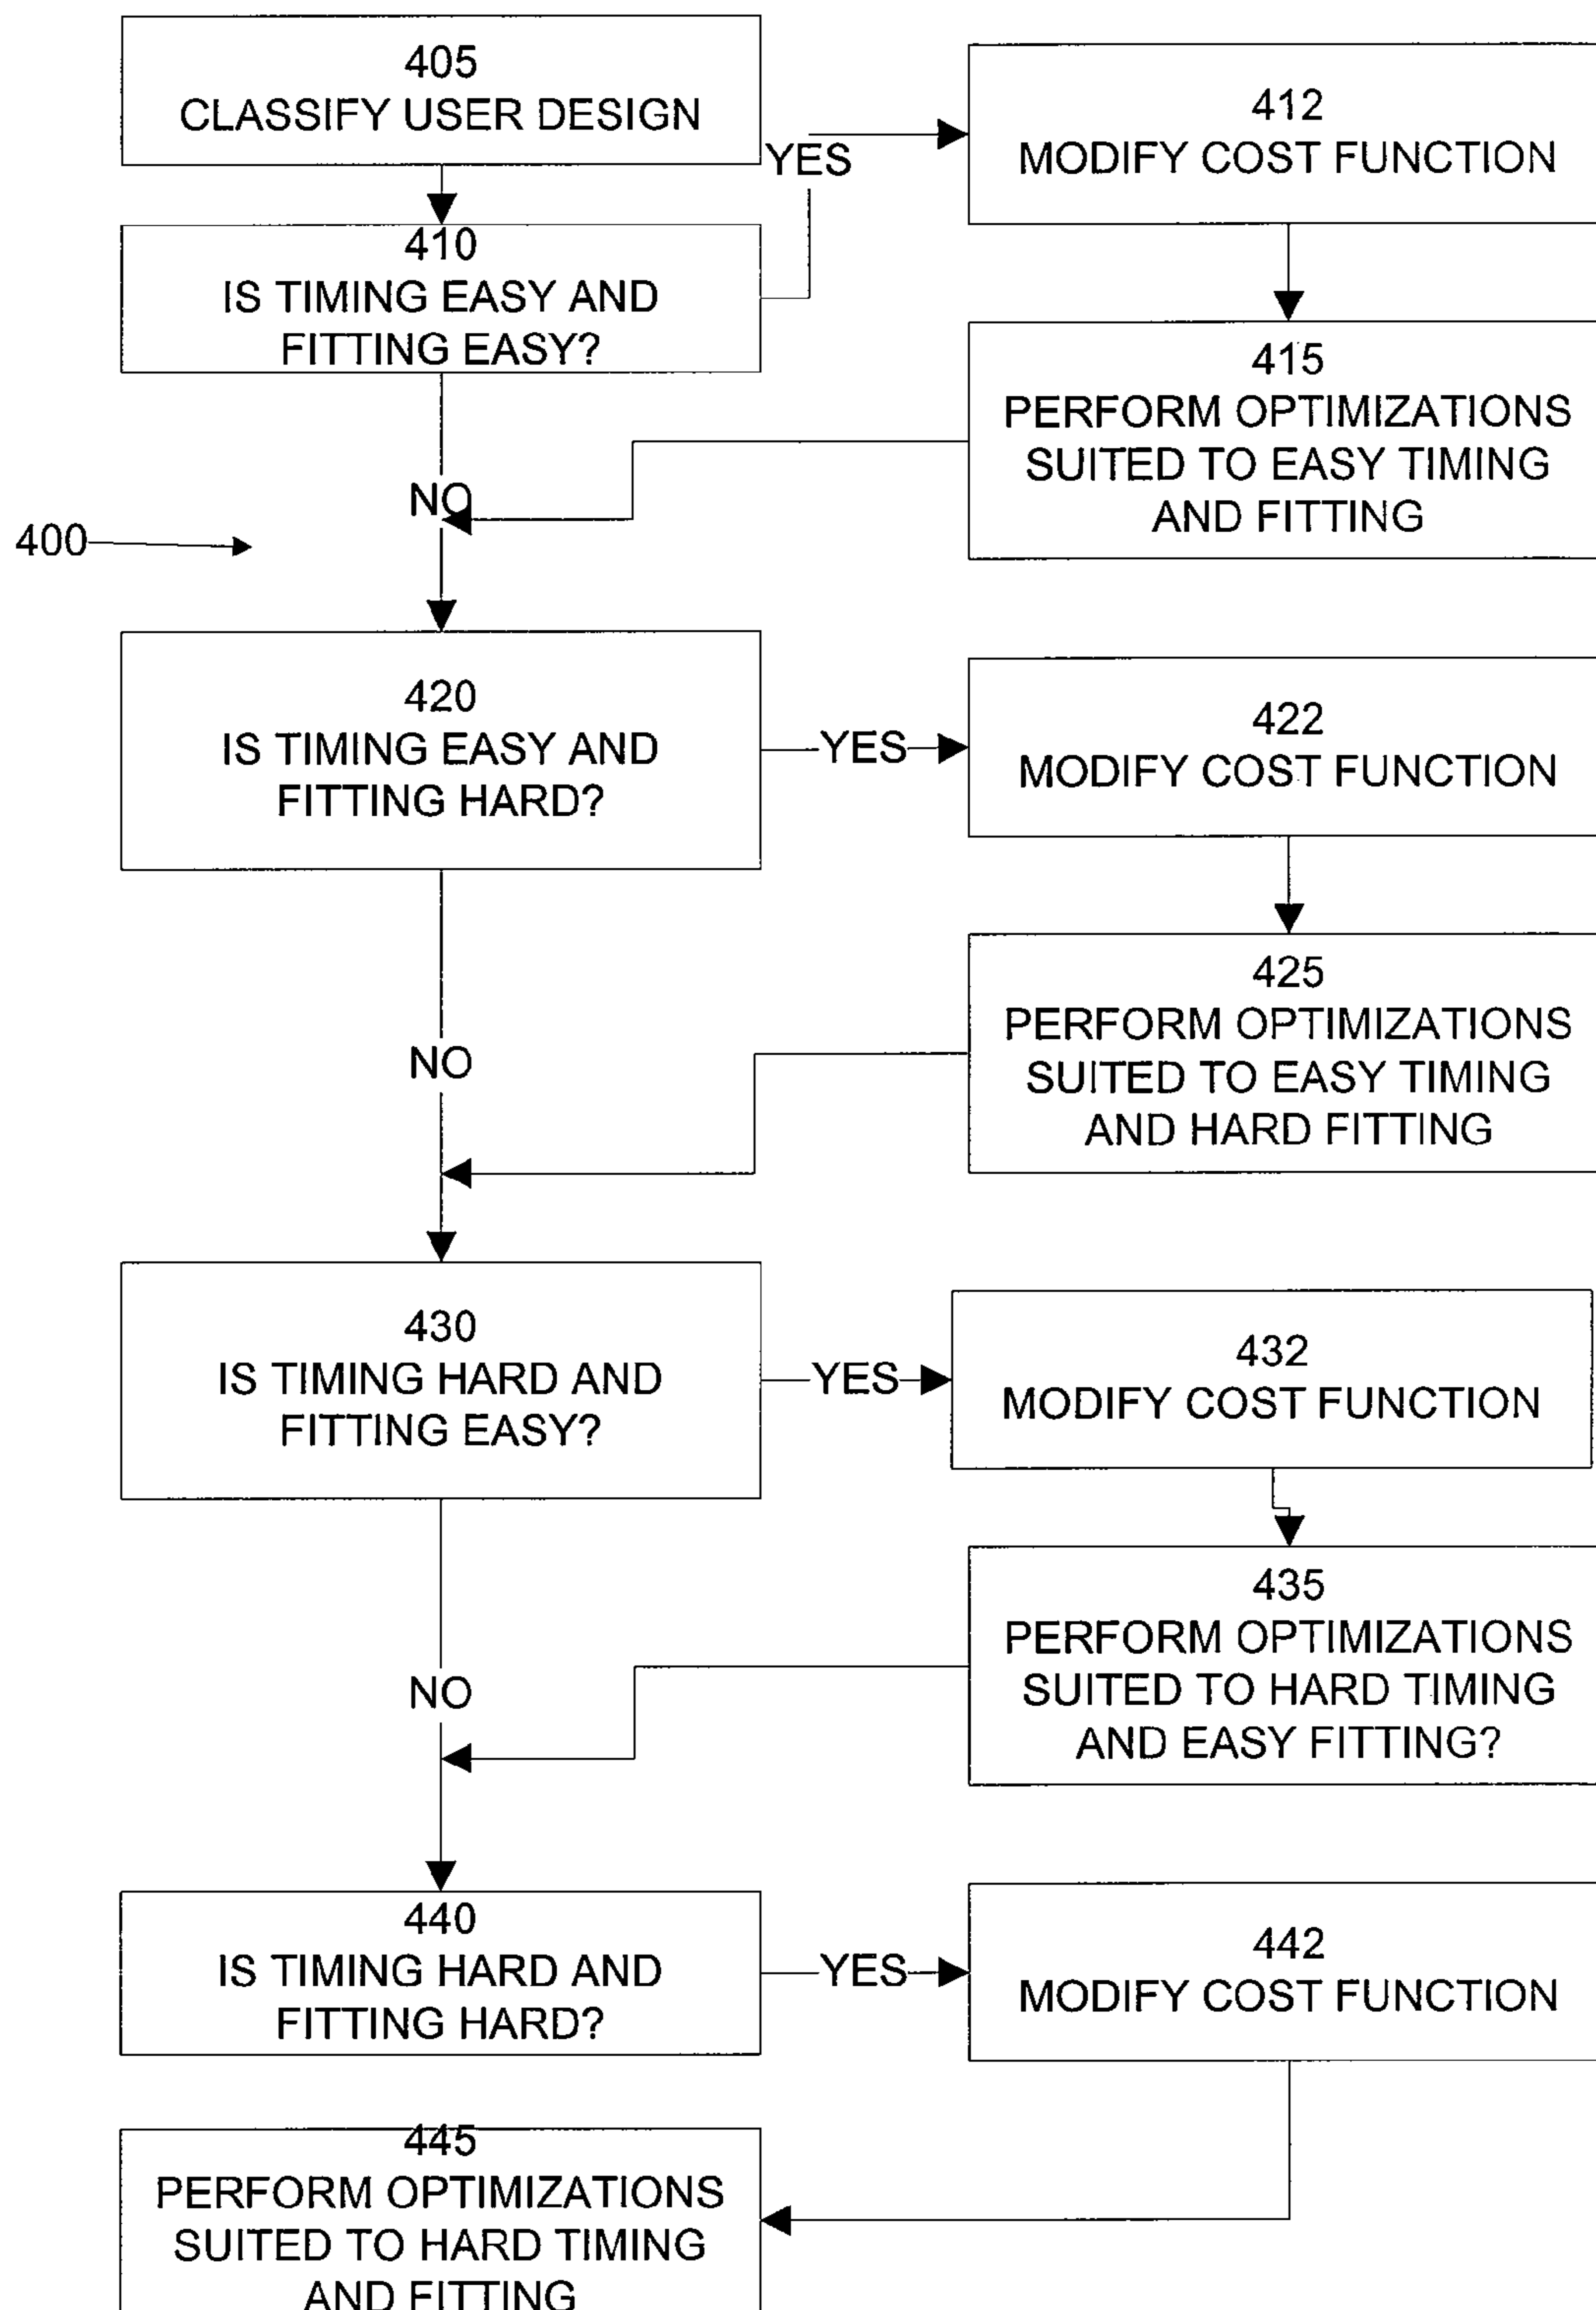 405
CLASSIFY USER DESIGN
YES
412
MODIFY COST FUNCTION
410
IS TIMING EASY AND
FITTING EASY?
415
PERFORM OPTIMIZATIONS
SUITED TO EASY TIMING
AND FITTING
NO
400
420
IS TIMING EASY AND
FITTING HARD?
YES
422
MODIFY COST FUNCTION
425
PERFORM OPTIMIZATIONS
SUITED TO EASY TIMING
AND HARD FITTING
NO
430
IS TIMING HARD AND
FITTING EASY?
YES
432
MODIFY COST FUNCTION
435
PERFORM OPTIMIZATIONS
SUITED TO HARD TIMING
AND EASY FITTING?
NO
440
IS TIMING HARD AND
FITTING HARD?
YES
442
MODIFY COST FUNCTION
445
PERFORM OPTIMIZATIONS
SUITED TO HARD TIMING
AND FITTING